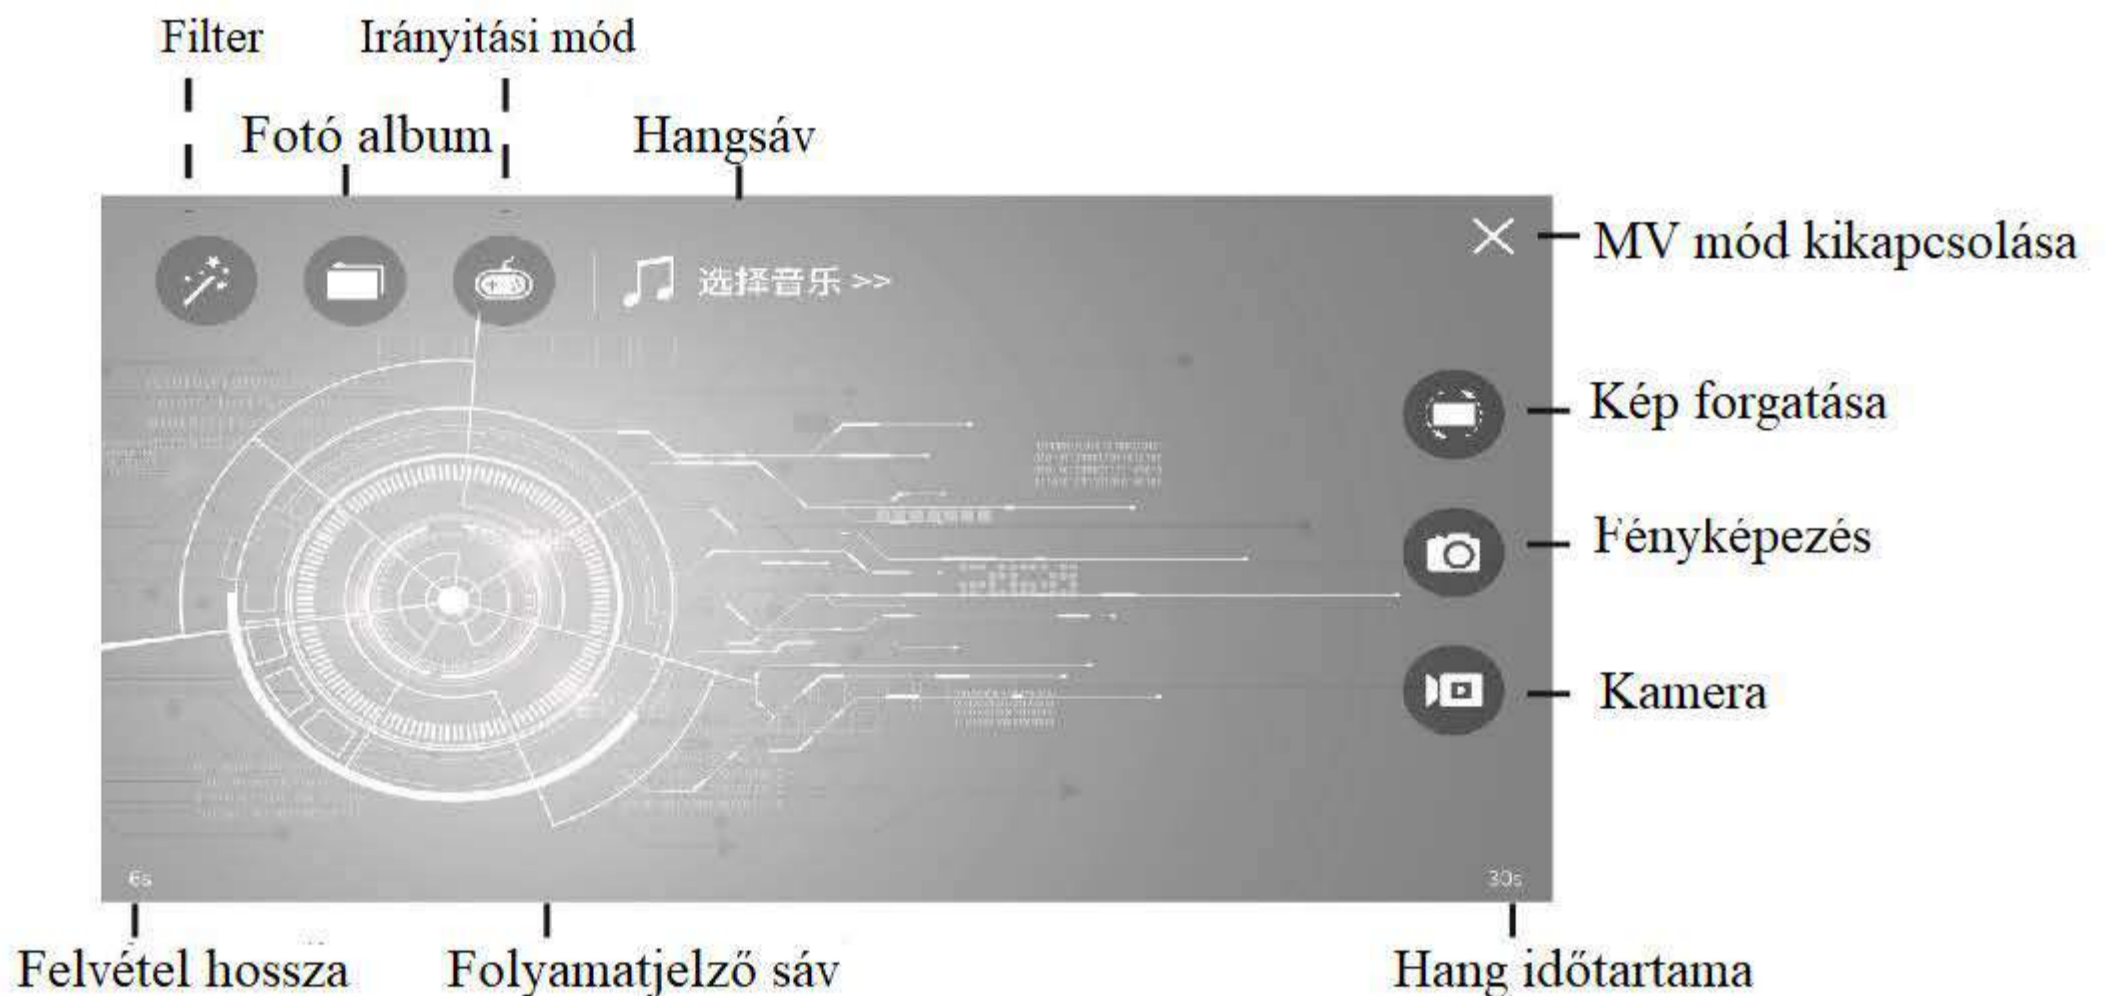 Filter
Irányitási mód
Fotó album
Hangsáv
MV mód kikapcsolása
选择音乐 >>
Kép forgatása
Fényképezés
Kamera
6s
30s
Felvétel hossza
Folyamatjelző sáv
Hang időtartama